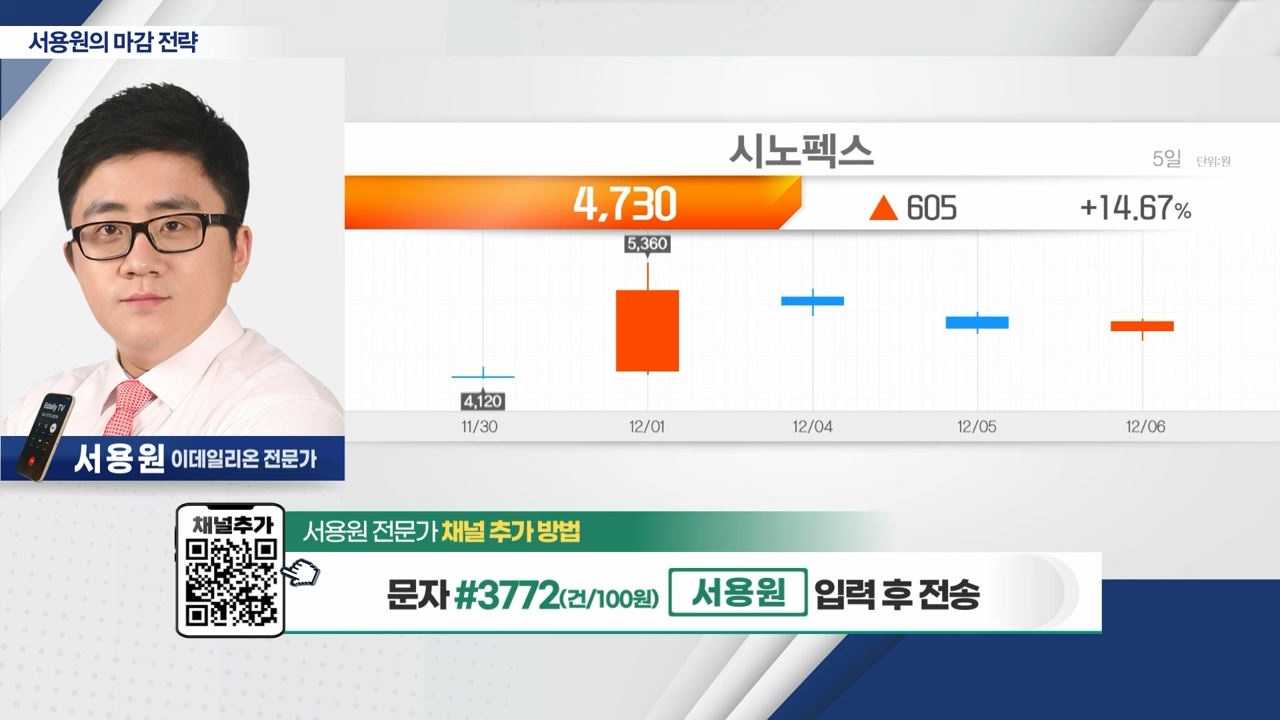 서용원의 마감 전략
시노펙스
5일 단위:원
4,730 ▲ 605 +14.67%
5,360
4,120
11/30 12/01 12/04 12/05 12/06
Edaily TV
서용원 이데일리온 전문가
채널추가
서용원 전문가 채널 추가 방법
문자 #3772(건/100원) 서용원 입력 후 전송